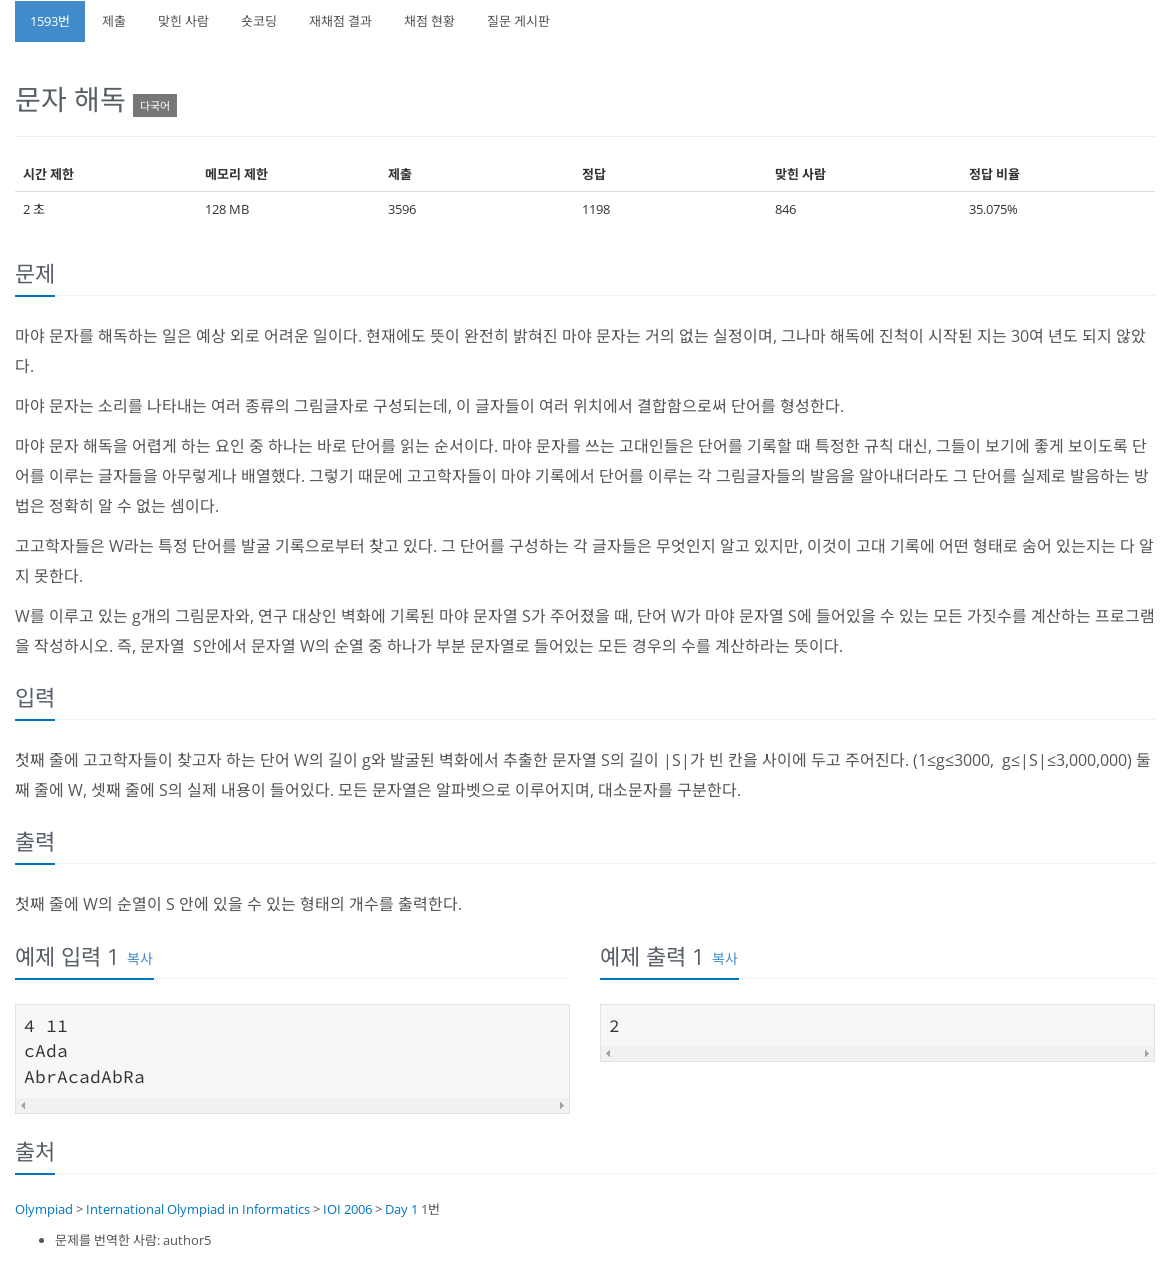 1593번 제출 맞힌 사람 숏코딩 재채점 결과 채점 현황 질문 게시판
문자 해독 다국어
시간 제한 메모리 제한 제출 정답 맞힌 사람 정답 비율
2 초 128 MB 3596 1198 846 35.075%
문제
마야 문자를 해독하는 일은 예상 외로 어려운 일이다. 현재에도 뜻이 완전히 밝혀진 마야 문자는 거의 없는 실정이며, 그나마 해독에 진척이 시작된 지는 30여 년도 되지 않았
다.
마야 문자는 소리를 나타내는 여러 종류의 그림글자로 구성되는데, 이 글자들이 여러 위치에서 결합함으로써 단어를 형성한다.
마야 문자 해독을 어렵게 하는 요인 중 하나는 바로 단어를 읽는 순서이다. 마야 문자를 쓰는 고대인들은 단어를 기록할 때 특정한 규칙 대신, 그들이 보기에 좋게 보이도록 단
어를 이루는 글자들을 아무렇게나 배열했다. 그렇기 때문에 고고학자들이 마야 기록에서 단어를 이루는 각 그림글자들의 발음을 알아내더라도 그 단어를 실제로 발음하는 방
법은 정확히 알 수 없는 셈이다.
고고학자들은 W라는 특정 단어를 발굴 기록으로부터 찾고 있다. 그 단어를 구성하는 각 글자들은 무엇인지 알고 있지만, 이것이 고대 기록에 어떤 형태로 숨어 있는지는 다 알
지 못한다.
W를 이루고 있는 g개의 그림문자와, 연구 대상인 벽화에 기록된 마야 문자열 S가 주어졌을 때, 단어 W가 마야 문자열 S에 들어있을 수 있는 모든 가짓수를 계산하는 프로그램
을 작성하시오. 즉, 문자열 S안에서 문자열 W의 순열 중 하나가 부분 문자열로 들어있는 모든 경우의 수를 계산하라는 뜻이다.
입력
첫째 줄에 고고학자들이 찾고자 하는 단어 W의 길이 g와 발굴된 벽화에서 추출한 문자열 S의 길이 |S|가 빈 칸을 사이에 두고 주어진다. (1≤g≤3000, g≤|S|≤3,000,000) 둘
째 줄에 W, 셋째 줄에 S의 실제 내용이 들어있다. 모든 문자열은 알파벳으로 이루어지며, 대소문자를 구분한다.
출력
첫째 줄에 W의 순열이 S 안에 있을 수 있는 형태의 개수를 출력한다.
예제 입력 1 복사
4 11
cAda
AbrAcadAbRa
예제 출력 1 복사
2
출처
Olympiad > International Olympiad in Informatics > IOI 2006 > Day 1 1번
• 문제를 번역한 사람: author5